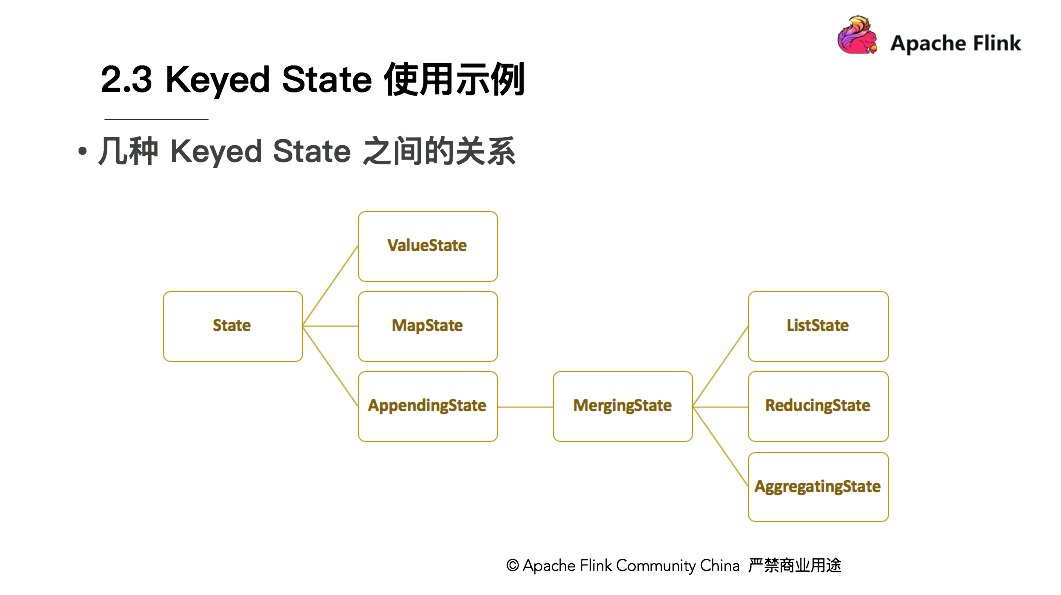 Apache Flink
2.3 Keyed State 使用示例
• 几种 Keyed State 之间的关系
ValueState
State
MapState
ListState
AppendingState
MergingState
ReducingState
AggregatingState
© Apache Flink Community China 严禁商业用途